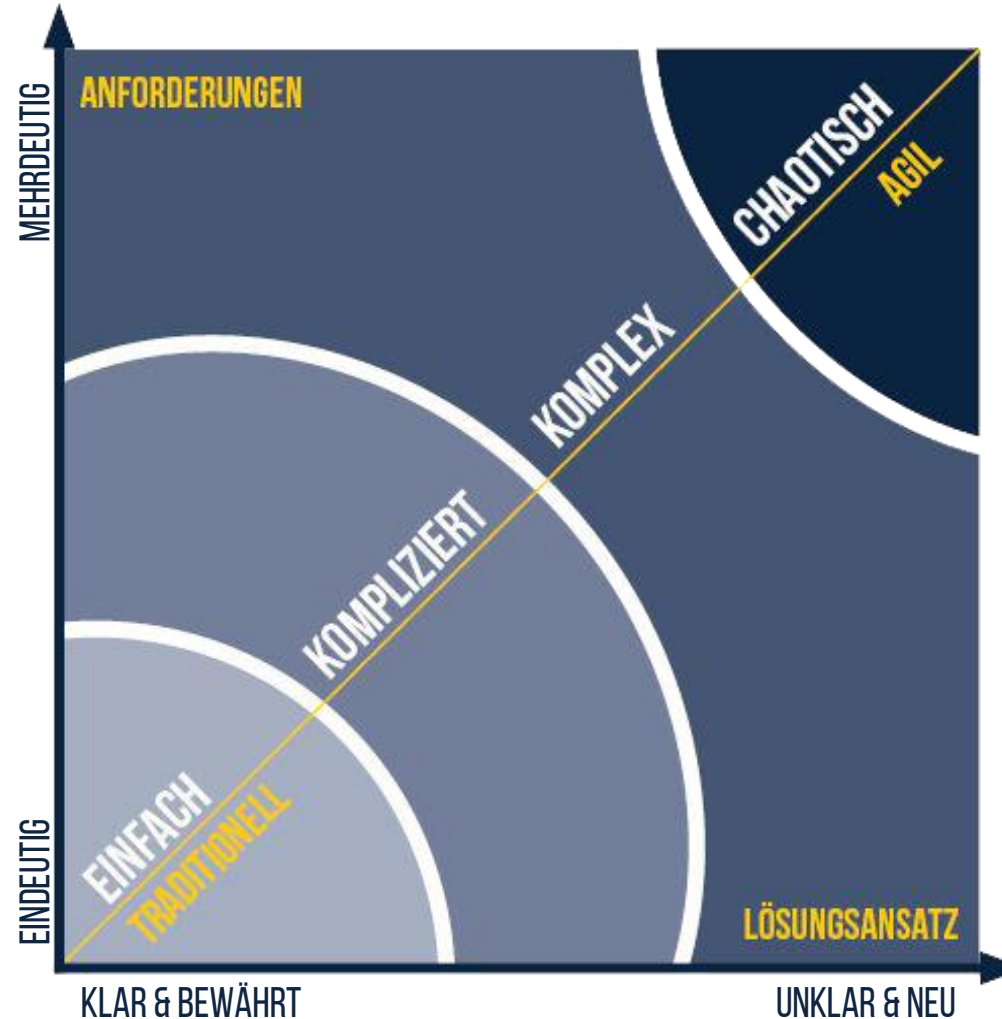 MEHRDEUTIG
ANFORDERUNGEN
CHAOTISCH
AGIL
KOMPLEX
KOMPLIZIERT
EINFACH
TRADITIONELL
EINDEUTIG
LÖSUNGSANSATZ
KLAR & BEWÄHRT
UNKLAR & NEU